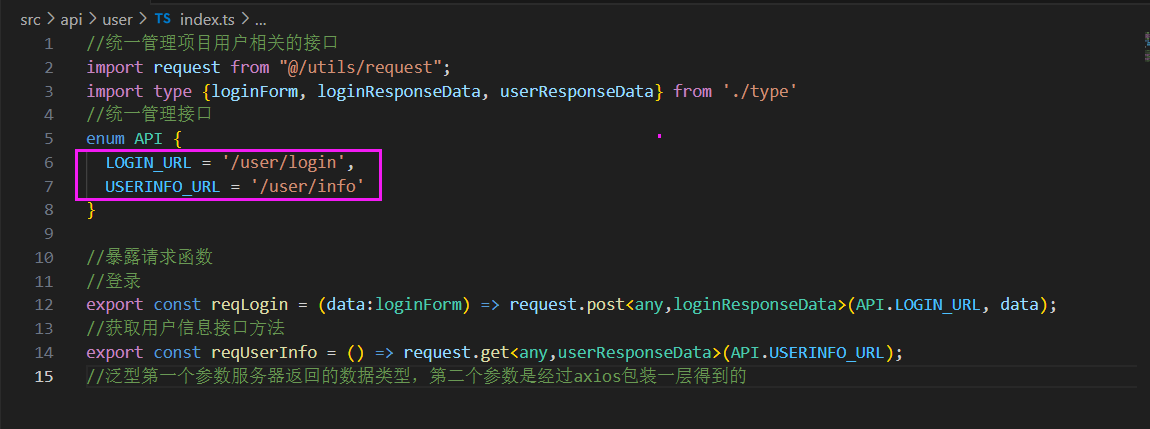 src > api > user > TS index.ts > ...
1 //统一管理项目用户相关的接口
2 import request from "@/utils/request";
3 import type {loginForm, loginResponseData, userResponseData} from './type'
4 //统一管理接口
5 enum API {
6 LOGIN_URL = '/user/login',
7 USERINFO_URL = '/user/info'
8 }
9
10 //暴露请求函数
11 //登录
12 export const reqLogin = (data:loginForm) => request.post<any,loginResponseData>(API.LOGIN_URL, data);
13 //获取用户信息接口方法
14 export const reqUserInfo = () => request.get<any,userResponseData>(API.USERINFO_URL);
15 //泛型第一个参数服务器返回的数据类型, 第二个参数是经过axios包装一层得到的